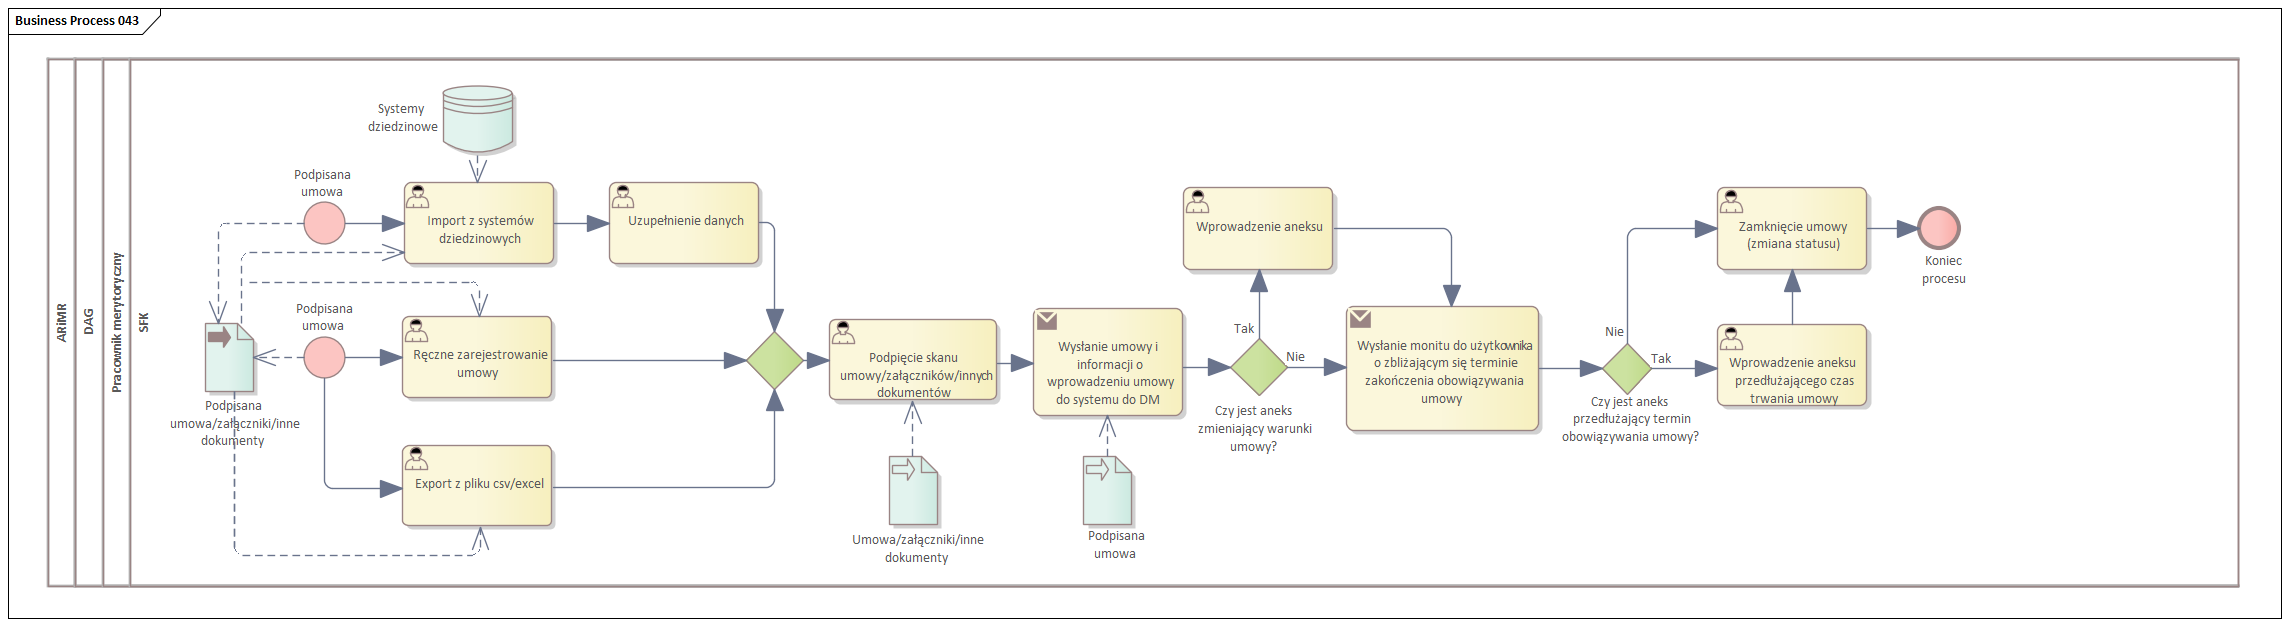 Business Process 043
ARiMR
DAG
Pracownik merytoryczny
SFK
Systemy
dziedzinowe
Podpisana
umowa
Import z systemów
dziedzinowych
Uzupełnienie danych
Podpisana
umowa
Ręczne zarejestrowanie
umowy
Podpisana
umowa/załączniki/inne
dokumenty
Export z pliku csv/excel
Podpięcie skanu
umowy/załączników/innych
dokumentów
Umowa/załączniki/inne
dokumenty
Wysłanie umowy i
informacji o
wprowadzeniu umowy
do systemu do DM
Podpisana
umowa
Wprowadzenie aneksu
Tak
Nie
Czy jest aneks
zmieniający warunki
umowy?
Wysłanie monitu do użytkownika
o zbliżającym się terminie
zakończenia obowiązywania
umowy
Nie
Tak
Czy jest aneks
przedłużający termin
obowiązywania umowy?
Zamknięcie umowy
(zmiana statusu)
Wprowadzenie aneksu
przedłużającego czas
trwania umowy
Koniec
procesu